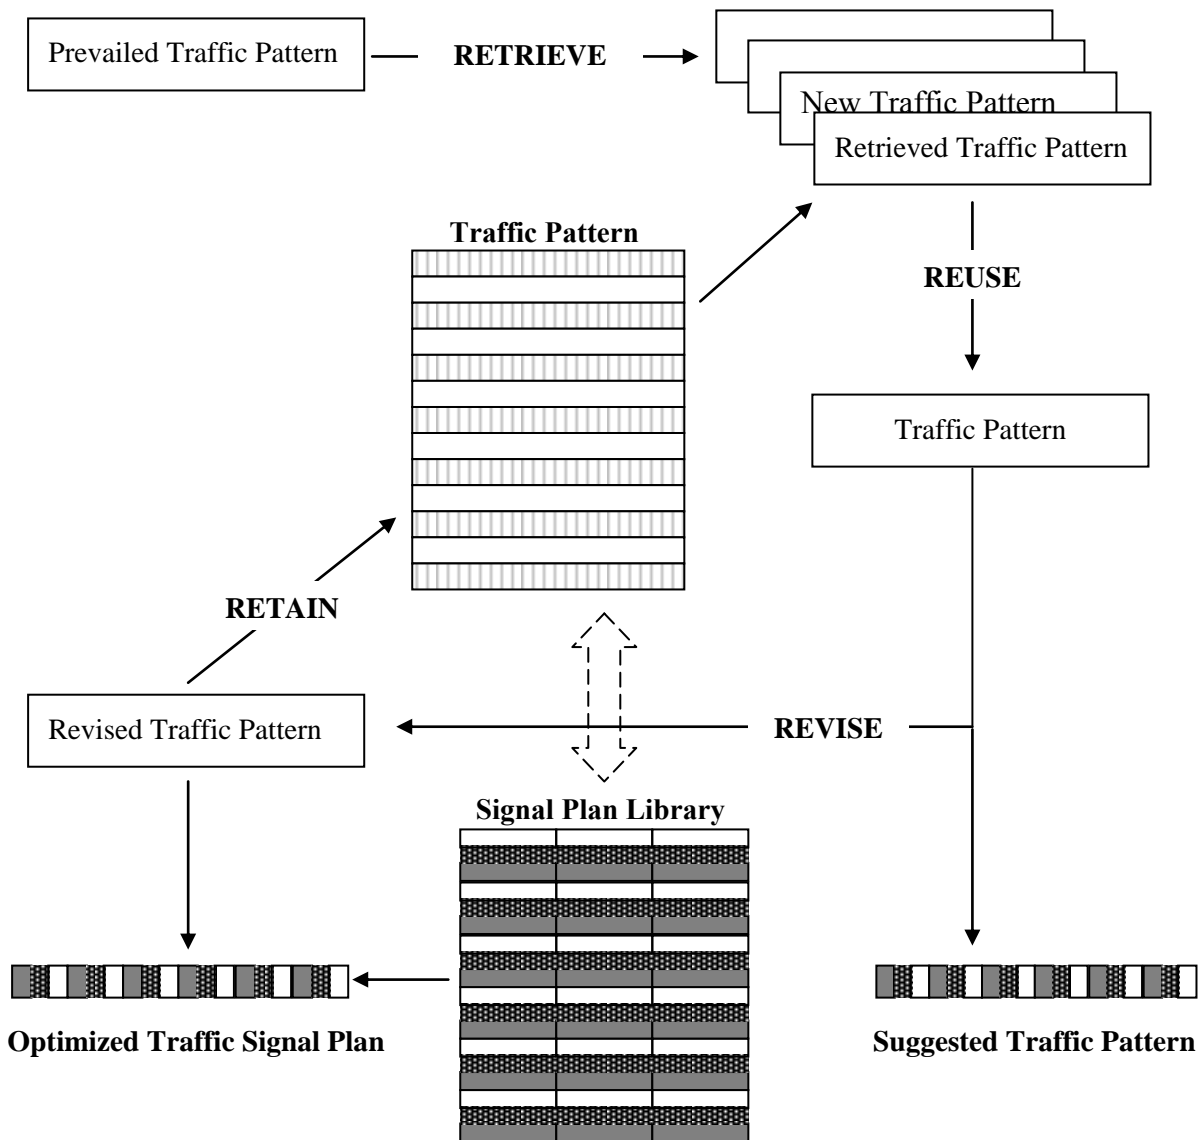 Prevailed Traffic Pattern
RETRIEVE
New Traffic Pattern
Retrieved Traffic Pattern
Traffic Pattern
REUSE
Traffic Pattern
RETAIN
Revised Traffic Pattern
REVISE
Signal Plan Library
Optimized Traffic Signal Plan
Suggested Traffic Pattern